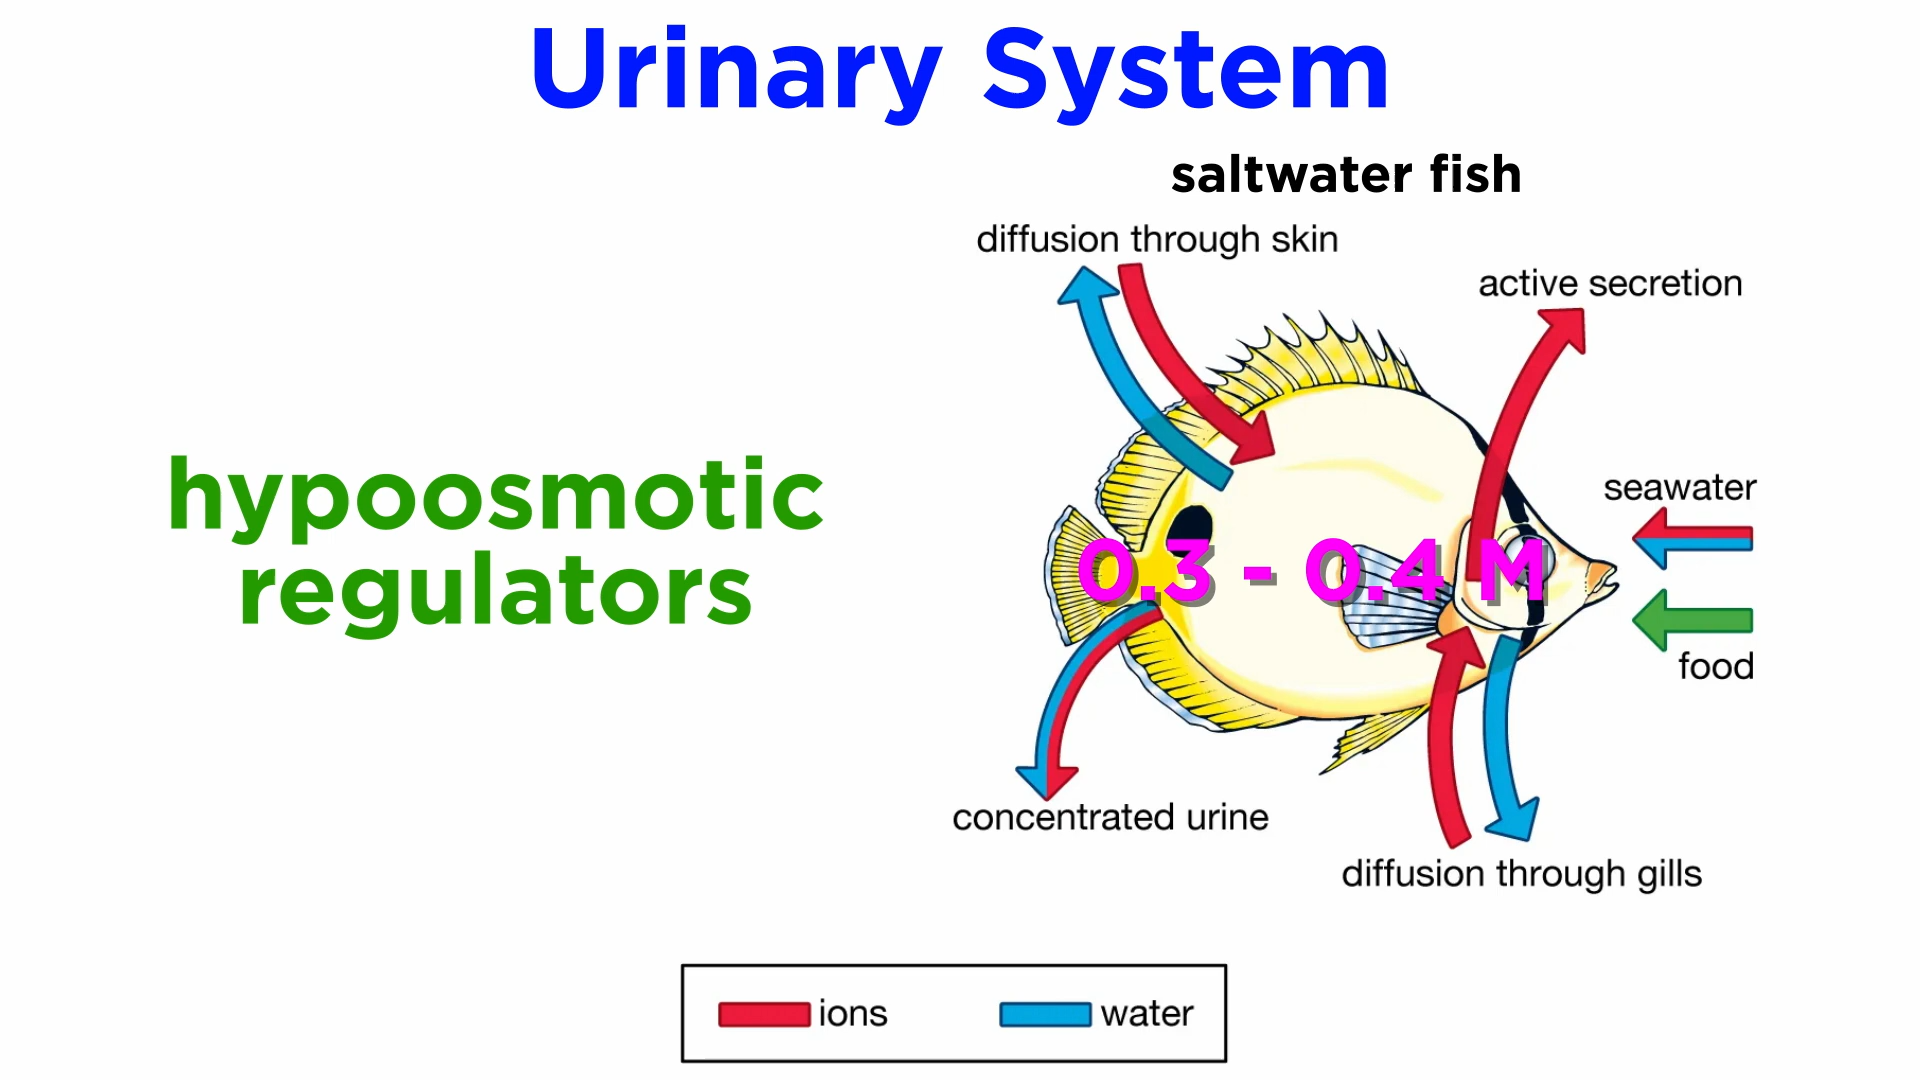 Urinary System
saltwater fish
diffusion through skin
active secretion
hypoosmotic
regulators
seawater
0.3 - 0.4 M
food
concentrated urine
diffusion through gills
ions
water